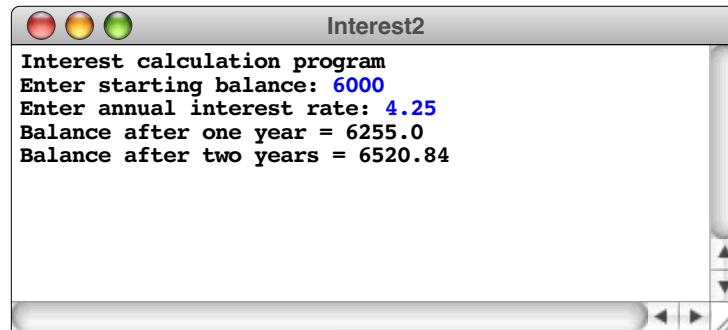 Interest2
Interest calculation program
Enter starting balance: 6000
Enter annual interest rate: 4.25
Balance after one year = 6255.0
Balance after two years = 6520.84